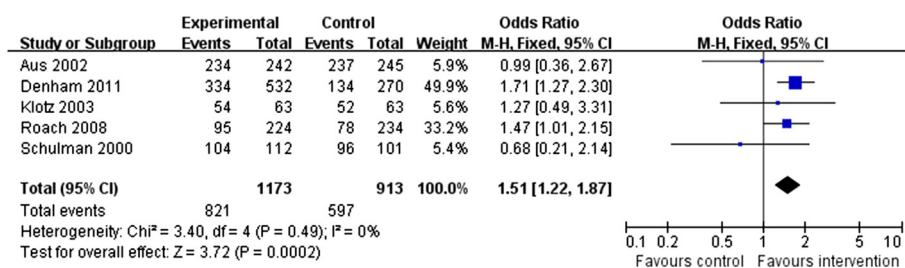 Experimental Control Odds Ratio Odds Ratio
Study or Subgroup Events Total Events Total Weight M-H, Fixed, 95% CI M-H, Fixed, 95% CI
Aus 2002 234 242 237 245 5.9% 0.99 [0.36, 2.67]
Denham 2011 334 532 134 270 49.9% 1.71 [1.27, 2.30]
Klotz 2003 54 63 52 63 5.6% 1.27 [0.49, 3.31]
Roach 2008 95 224 78 234 33.2% 1.47 [1.01, 2.15]
Schulman 2000 104 112 96 101 5.4% 0.68 [0.21, 2.14]
Total (95% CI) 1173 913 100.0% 1.51 [1.22, 1.87]
Total events 821 597
Heterogeneity: Chi² = 3.40, df = 4 (P = 0.49); I² = 0%
Test for overall effect: Z = 3.72 (P = 0.0002)
0.1 0.2 0.5 1 2 5 10
Favours control Favours intervention